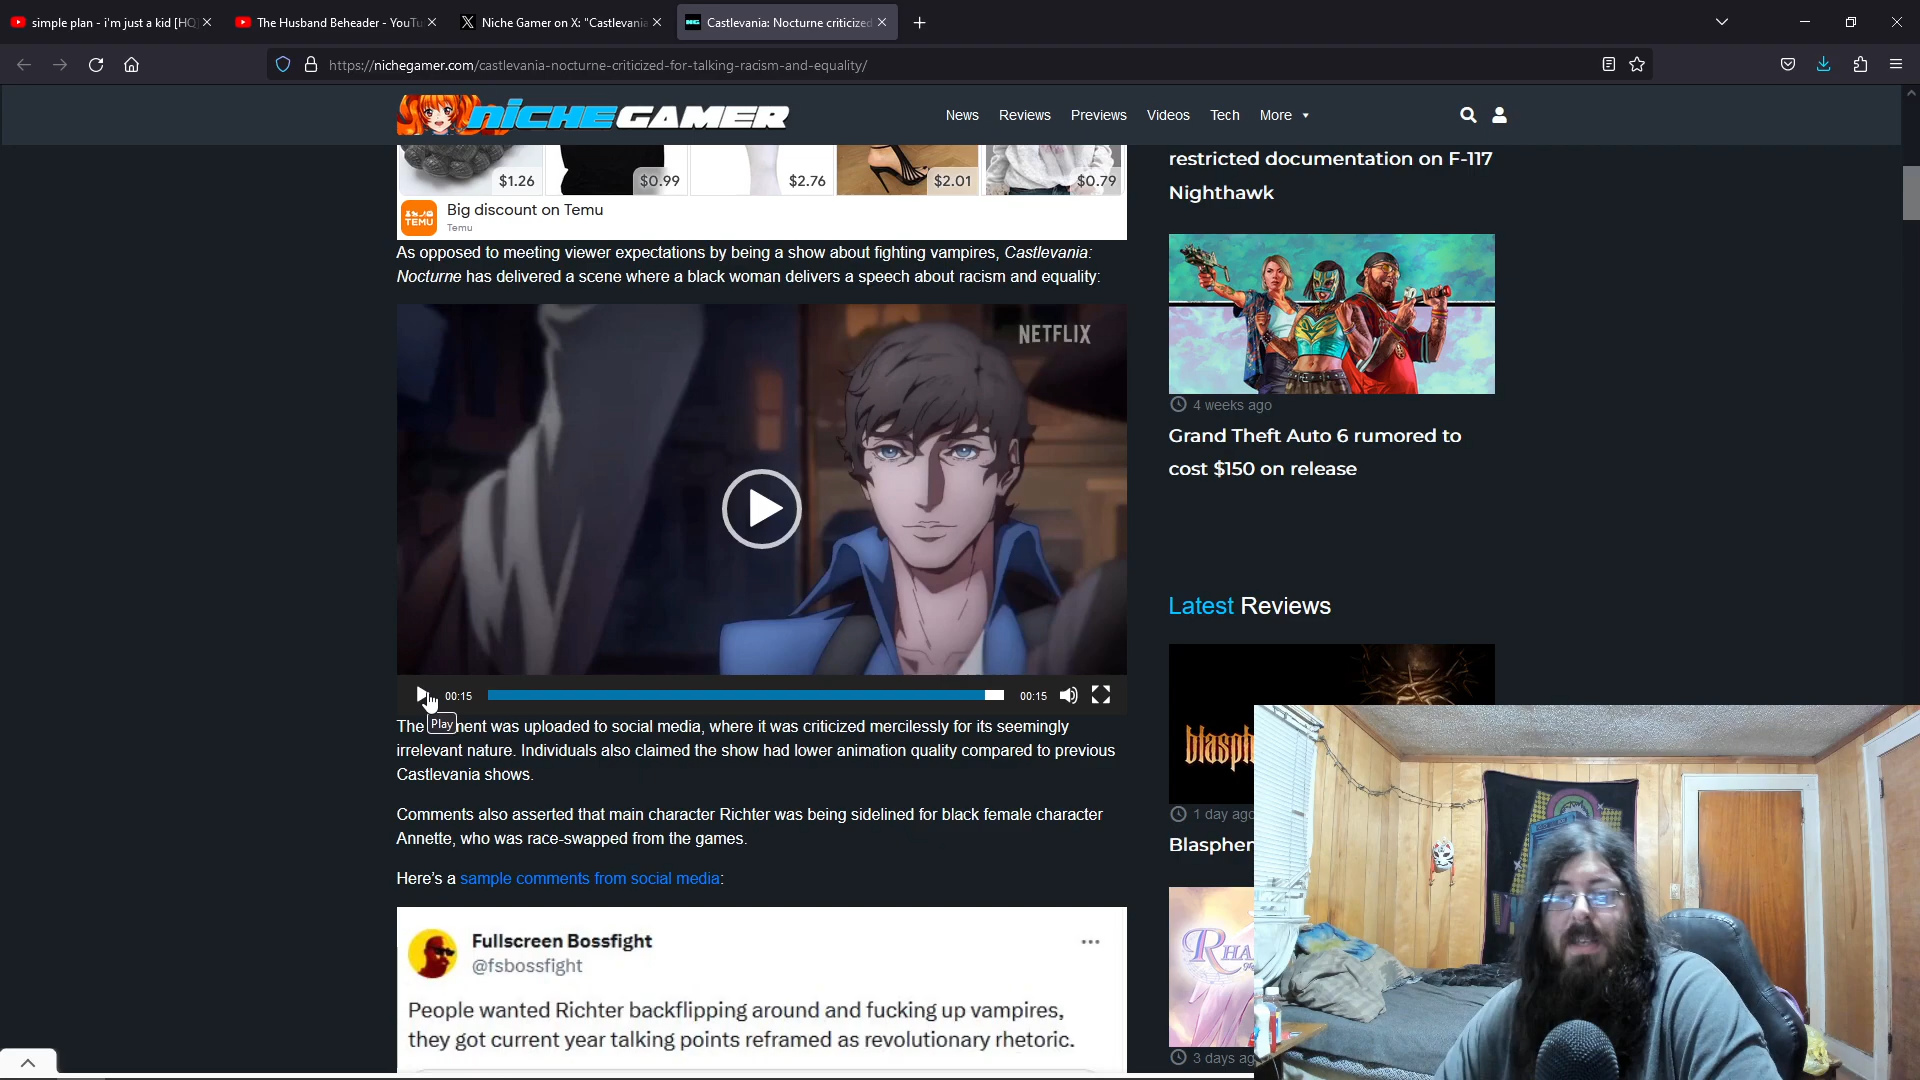 simple plan - i'm just a kid [HQ]
The Husband Beheader - YouTu
Niche Gamer on X: "Castlevania
Castlevania: Nocturne criticized
https://nichegamer.com/castlevania-nocturne-criticized-for-talking-racism-and-equality/
NICHEGAMER
News Reviews Previews Videos Tech More
$1.26 $0.99 $2.76 $2.01 $0.79
TEMU
Big discount on Temu
Temu
As opposed to meeting viewer expectations by being a show about fighting vampires, Castlevania:
Nocturne has delivered a scene where a black woman delivers a speech about racism and equality:
NETFLIX
00:15 00:15
Play
The ment was uploaded to social media, where it was criticized mercilessly for its seemingly
irrelevant nature. Individuals also claimed the show had lower animation quality compared to previous
Castlevania shows.
Comments also asserted that main character Richter was being sidelined for black female character
Annette, who was race-swapped from the games.
Here's a sample comments from social media:
Fullscreen Bossfight
@fsbossfight
People wanted Richter backflipping around and fucking up vampires,
they got current year talking points reframed as revolutionary rhetoric.
restricted documentation on F-117
Nighthawk
4 weeks ago
Grand Theft Auto 6 rumored to
cost $150 on release
Latest Reviews
blasph
1 day ago
Blasphem
RHA
3 days ag